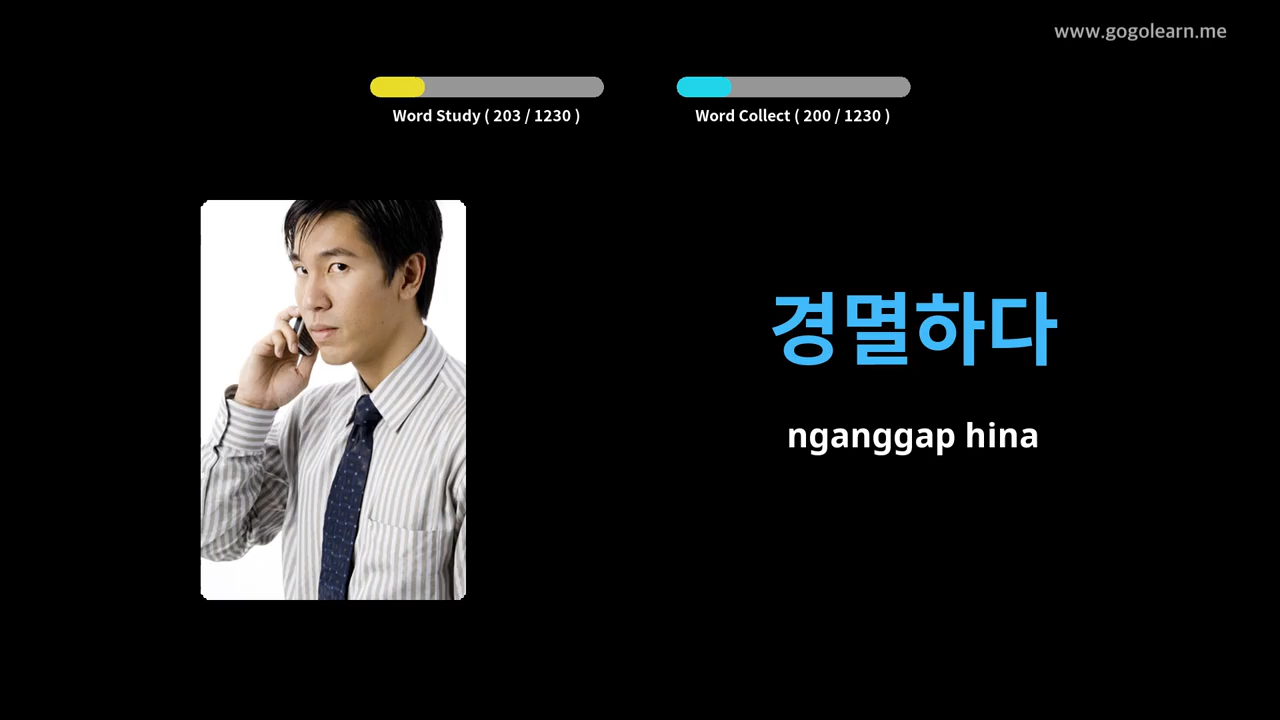 www.gogolearn.me
Word Study ( 203 / 1230 )
Word Collect ( 200 / 1230 )
경멸하다
nganggap hina